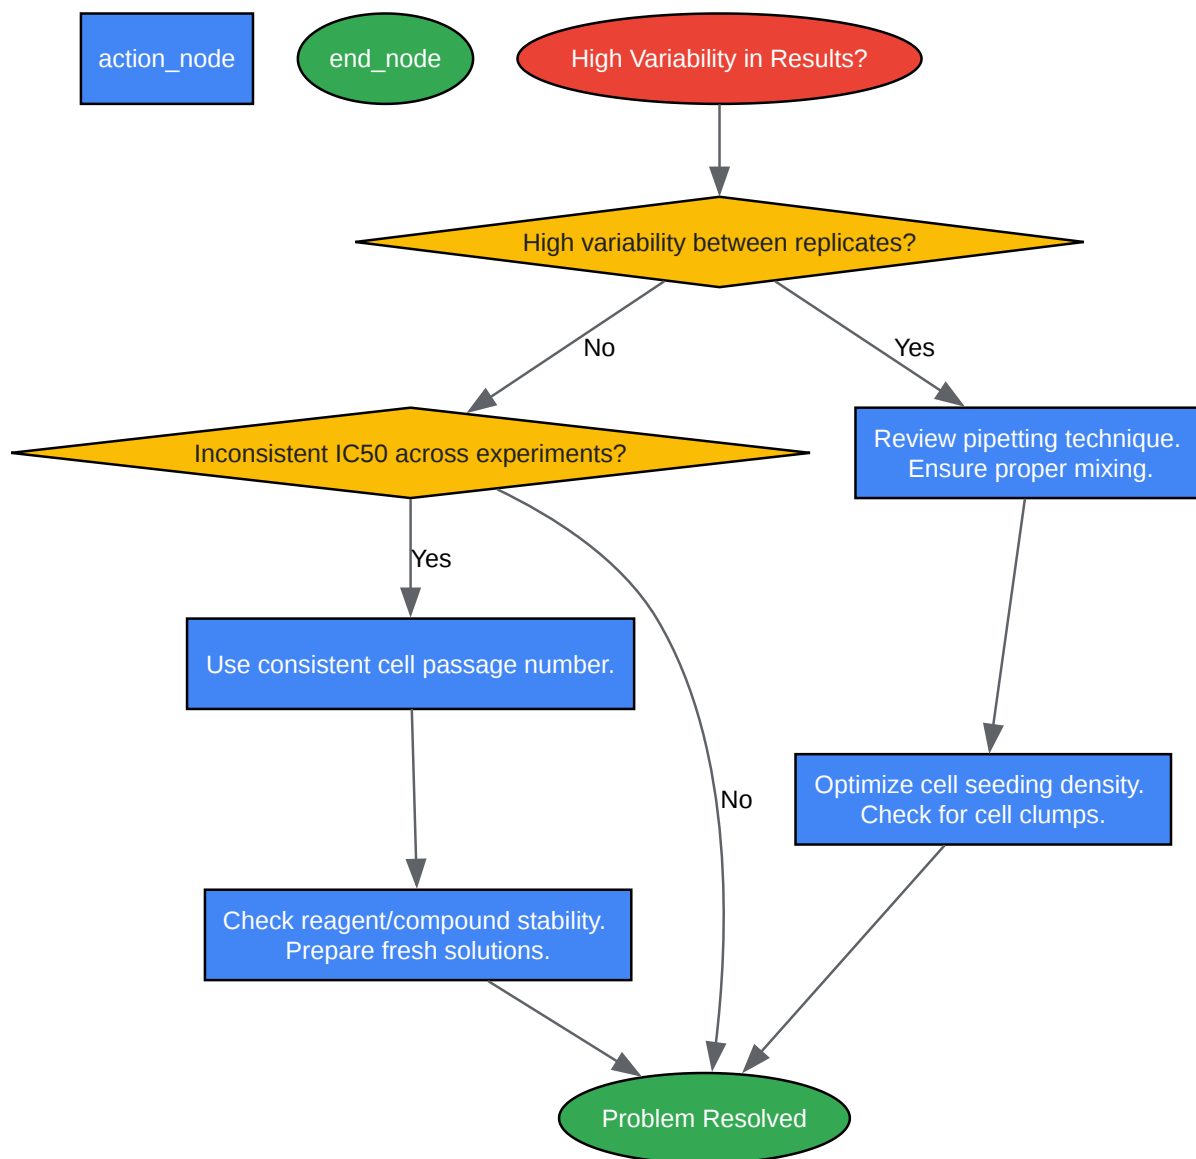 action_node
end_node
High Variability in Results?
High variability between replicates?
No
Yes
Inconsistent IC50 across experiments?
Review pipetting technique.
Ensure proper mixing.
Yes
Use consistent cell passage number.
No
Optimize cell seeding density.
Check for cell clumps.
Check reagent/compound stability.
Prepare fresh solutions.
Problem Resolved